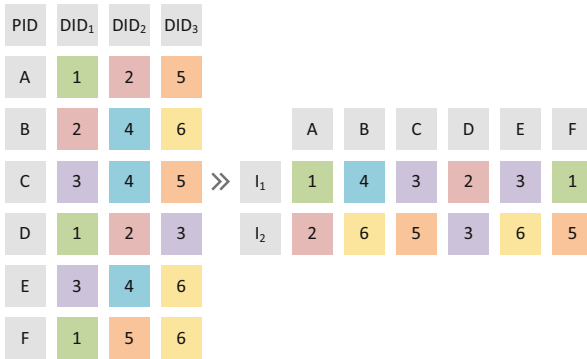 PID DID₁ DID₂ DID₃
A 1 2 5
B 2 4 6
C 3 4 5
D 1 2 3
E 3 4 6
F 1 5 6
»
A B C D E F
I₁ 1 4 3 2 3 1
I₂ 2 6 5 3 6 5